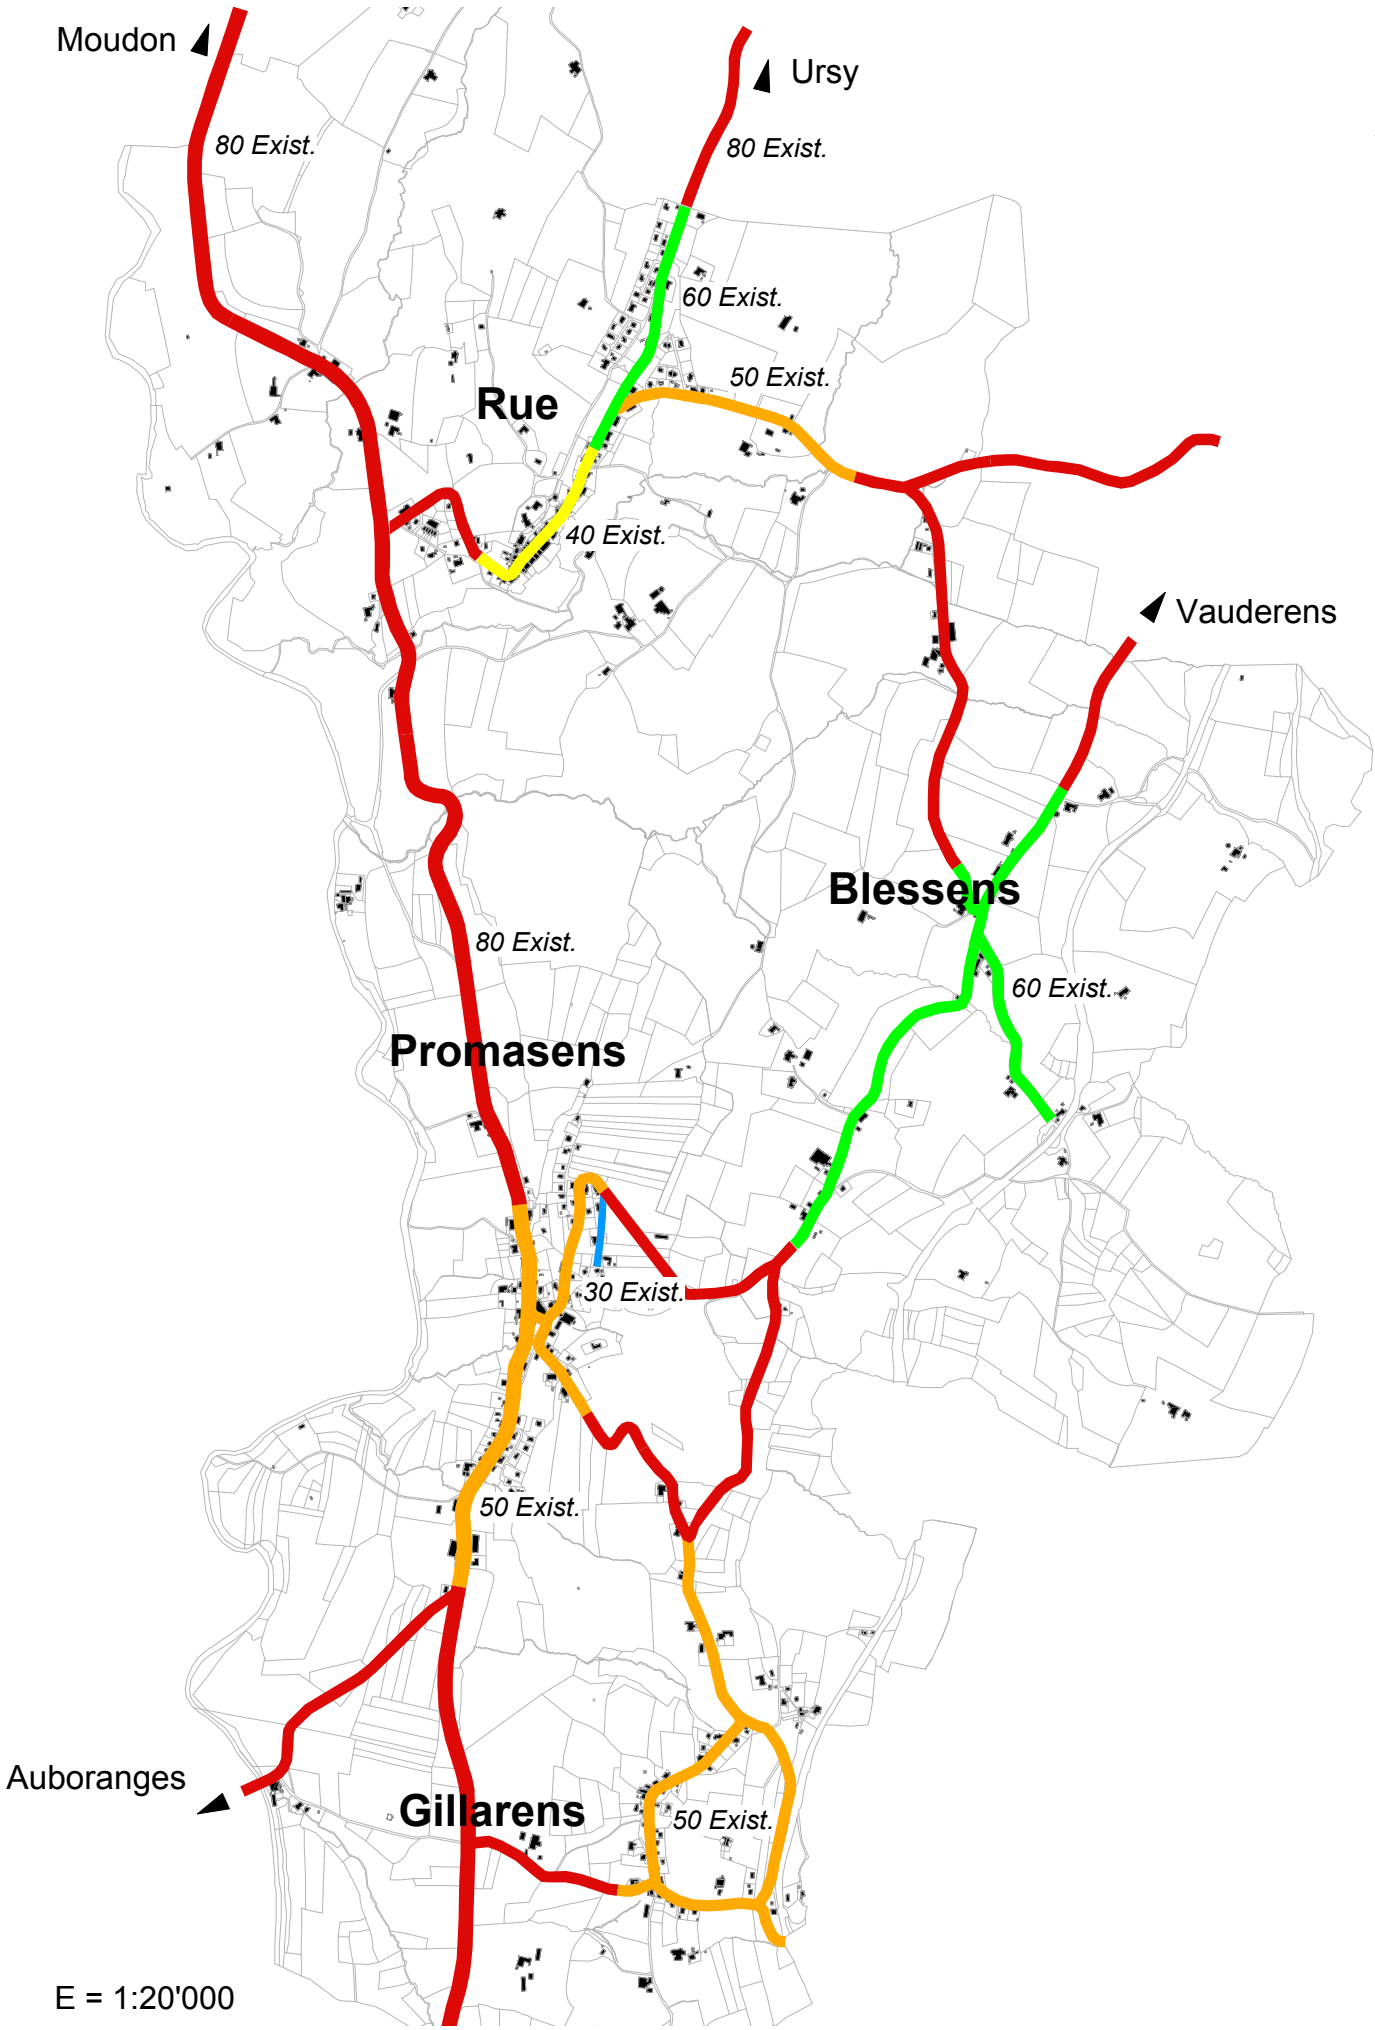 Moudon
Ursy
80 Exist.
80 Exist.
60 Exist.
50 Exist.
Rue
40 Exist.
Vauderens
Blessens
80 Exist.
60 Exist.
Promasens
30 Exist.
50 Exist.
Auboranges
Gillarens
50 Exist.
E = 1:20'000